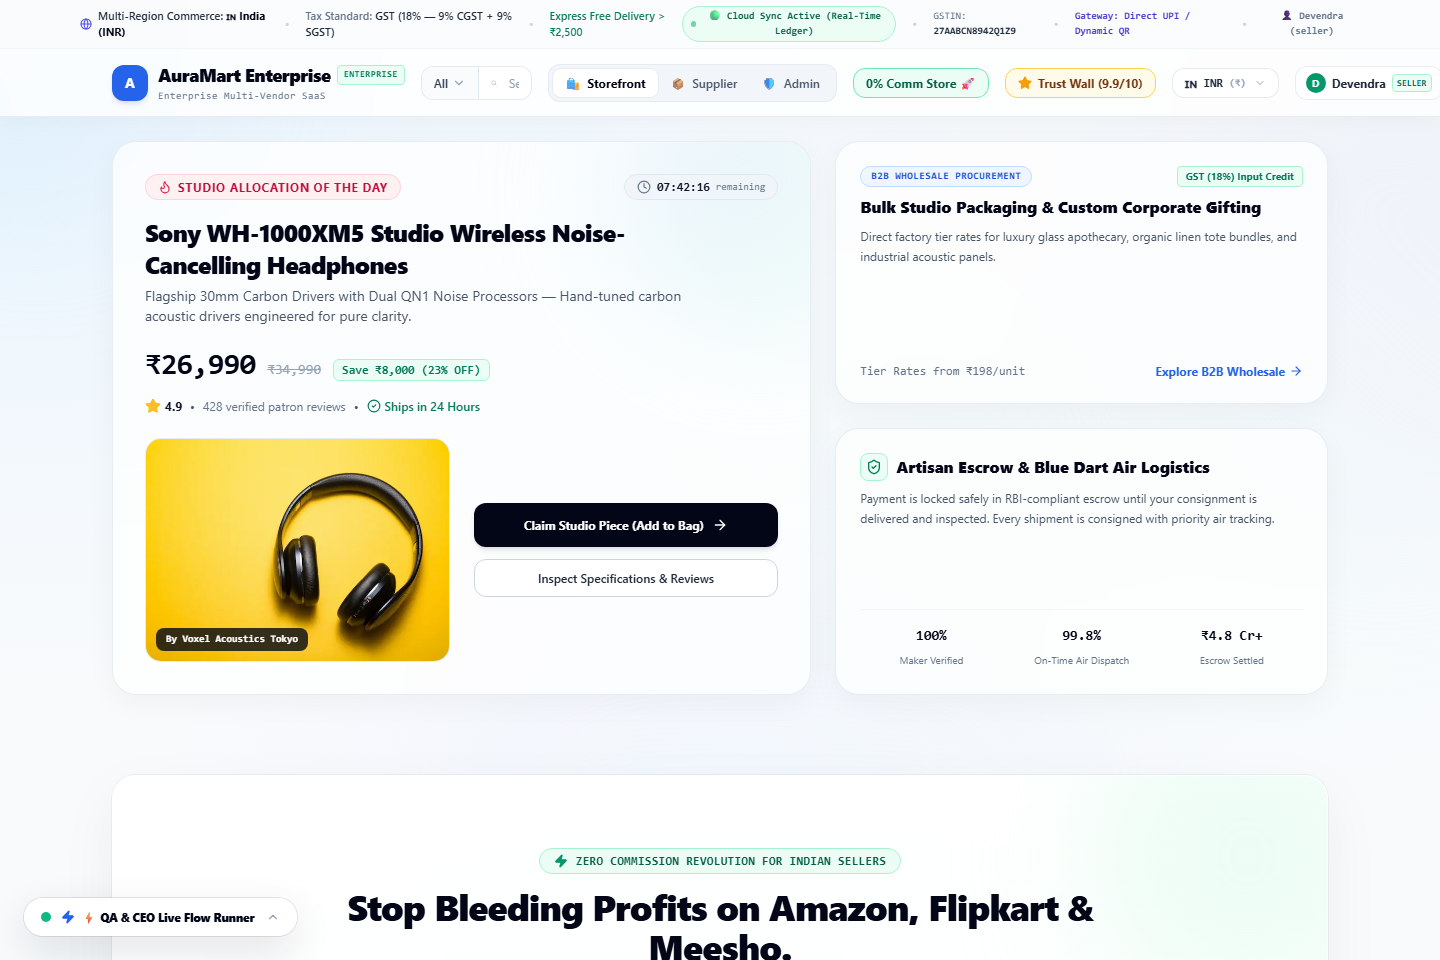 Multi-Region Commerce: IN India (INR)
Tax Standard: GST (18% — 9% CGST + 9% SGST)
Express Free Delivery > ₹2,500
Cloud Sync Active (Real-Time Ledger)
GSTIN: 27AABCN8942Q1Z9
Gateway: Direct UPI / Dynamic QR
Devendra (seller)
A
AuraMart Enterprise
ENTERPRISE
Enterprise Multi-Vendor SaaS
All
Se
Storefront
Supplier
Admin
0% Comm Store
Trust Wall (9.9/10)
IN INR (₹)
D
Devendra
SELLER
STUDIO ALLOCATION OF THE DAY
07:42:16 remaining
Sony WH-1000XM5 Studio Wireless Noise-
Cancelling Headphones
Flagship 30mm Carbon Drivers with Dual QN1 Noise Processors — Hand-tuned carbon
acoustic drivers engineered for pure clarity.
₹26,990 ₹34,990 Save ₹8,000 (23% OFF)
4.9 • 428 verified patron reviews • Ships in 24 Hours
By Voxel Acoustics Tokyo
Claim Studio Piece (Add to Bag)
Inspect Specifications & Reviews
B2B WHOLESALE PROCUREMENT
GST (18%) Input Credit
Bulk Studio Packaging & Custom Corporate Gifting
Direct factory tier rates for luxury glass apothecary, organic linen tote bundles, and
industrial acoustic panels.
Tier Rates from ₹198/unit
Explore B2B Wholesale
Artisan Escrow & Blue Dart Air Logistics
Payment is locked safely in RBI-compliant escrow until your consignment is
delivered and inspected. Every shipment is consigned with priority air tracking.
100%
Maker Verified
99.8%
On-Time Air Dispatch
₹4.8 Cr+
Escrow Settled
ZERO COMMISSION REVOLUTION FOR INDIAN SELLERS
Stop Bleeding Profits on Amazon, Flipkart &
Meesho.
QA & CEO Live Flow Runner